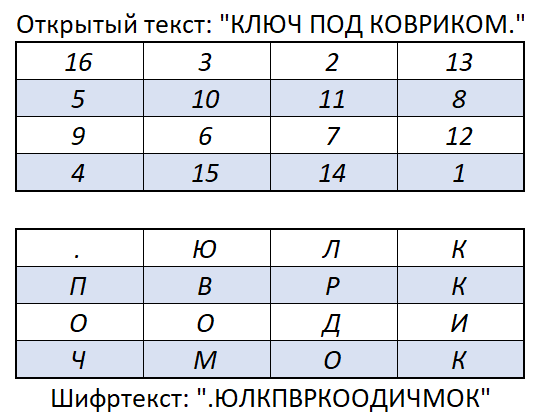 Открытый текст: "КЛЮЧ ПОД КОВРИКОМ."
16 3 2 13
5 10 11 8
9 6 7 12
4 15 14 1
. Ю Л К
П В Р К
О О Д И
Ч М О К
Шифртекст: ".ЮЛКПВРКООДИЧМОК"